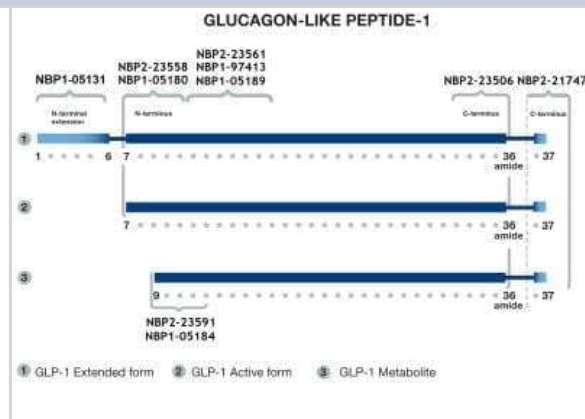 GLUCAGON-LIKE PEPTIDE-1
NBP2-23561
NBP2-23558 NBP1-97413
NBP1-05131 NBP1-05180 NBP1-05189 NBP2-23506 NBP2-21747
N-terminal extension N-terminus C-terminus C-terminus
1
1 6 7 36 37
amide
2
7 36 37
amide
3
9 36 37
amide
NBP2-23591
NBP1-05184
1 GLP-1 Extended form 2 GLP-1 Active form 3 GLP-1 Metabolite